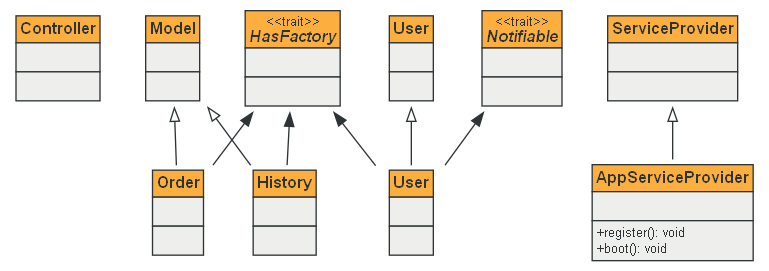 Controller
Model
<<trait>>
HasFactory
User
<<trait>>
Notifiable
ServiceProvider
Order
History
User
AppServiceProvider
+register(): void
+boot(): void